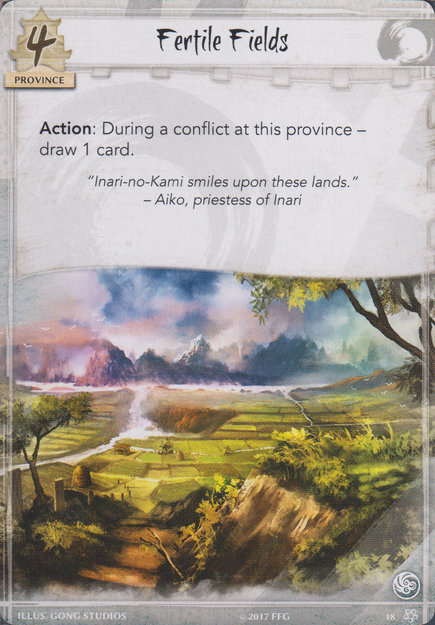 4
Fertile Fields
PROVINCE
Action: During a conflict at this province –
draw 1 card.
“Inari-no-Kami smiles upon these lands.”
– Aiko, priestess of Inari
ILLUS. GONG STUDIOS
© 2017 FFG
18